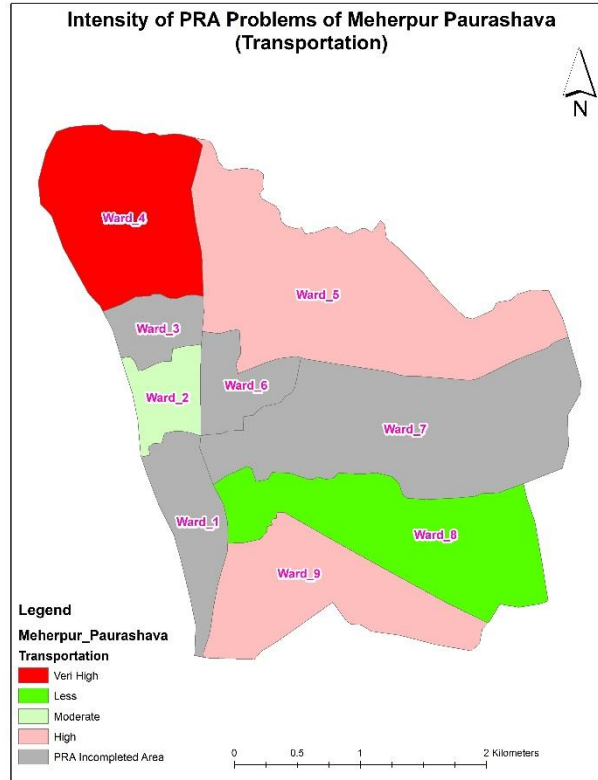 Intensity of PRA Problems of Meherpur Paurashava
(Transportation)
N
Ward_4
Ward_5
Ward_3
Ward_6
Ward_2
Ward_7
Ward_1
Ward_8
Ward_9
Legend
Meherpur_Paurashava
Transportation
Veri High
Less
Moderate
High
PRA Incompleted Area
0 0.5 1 2 Kilometers